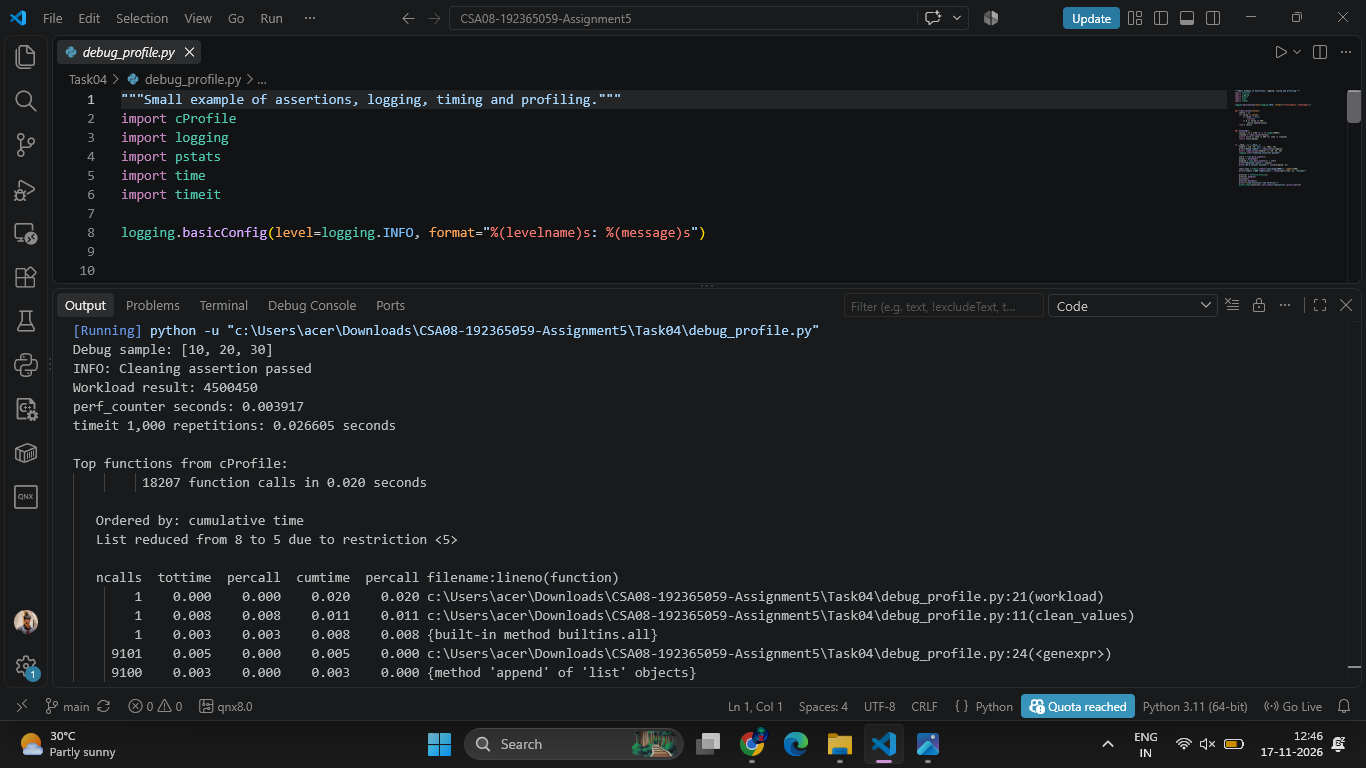 File Edit Selection View Go Run ··· CSA08-192365059-Assignment5 Update
debug_profile.py
Task04 > debug_profile.py > ...
1 """Small example of assertions, logging, timing and profiling."""
2 import cProfile
3 import logging
4 import pstats
5 import time
6 import timeit
7
8 logging.basicConfig(level=logging.INFO, format="%(levelname)s: %(message)s")
9
10
Output Problems Terminal Debug Console Ports Filter (e.g. text, !excludeText, t... Code
[Running] python -u "c:\Users\acer\Downloads\CSA08-192365059-Assignment5\Task04\debug_profile.py"
Debug sample: [10, 20, 30]
INFO: Cleaning assertion passed
Workload result: 4500450
perf_counter seconds: 0.003917
timeit 1,000 repetitions: 0.026605 seconds
Top functions from cProfile:
18207 function calls in 0.020 seconds
Ordered by: cumulative time
List reduced from 8 to 5 due to restriction <5>
ncalls tottime percall cumtime percall filename:lineno(function)
1 0.000 0.000 0.020 0.020 c:\Users\acer\Downloads\CSA08-192365059-Assignment5\Task04\debug_profile.py:21(workload)
1 0.008 0.008 0.011 0.011 c:\Users\acer\Downloads\CSA08-192365059-Assignment5\Task04\debug_profile.py:11(clean_values)
1 0.003 0.003 0.008 0.008 {built-in method builtins.all}
9101 0.005 0.000 0.005 0.000 c:\Users\acer\Downloads\CSA08-192365059-Assignment5\Task04\debug_profile.py:24(<genexpr>)
9100 0.003 0.000 0.003 0.000 {method 'append' of 'list' objects}
QNX
1
main 0 0 qnx8.0 Ln 1, Col 1 Spaces: 4 UTF-8 CRLF {} Python Quota reached Python 3.11 (64-bit) Go Live
30°C
Partly sunny
Search
ENG
IN
12:46
17-11-2026